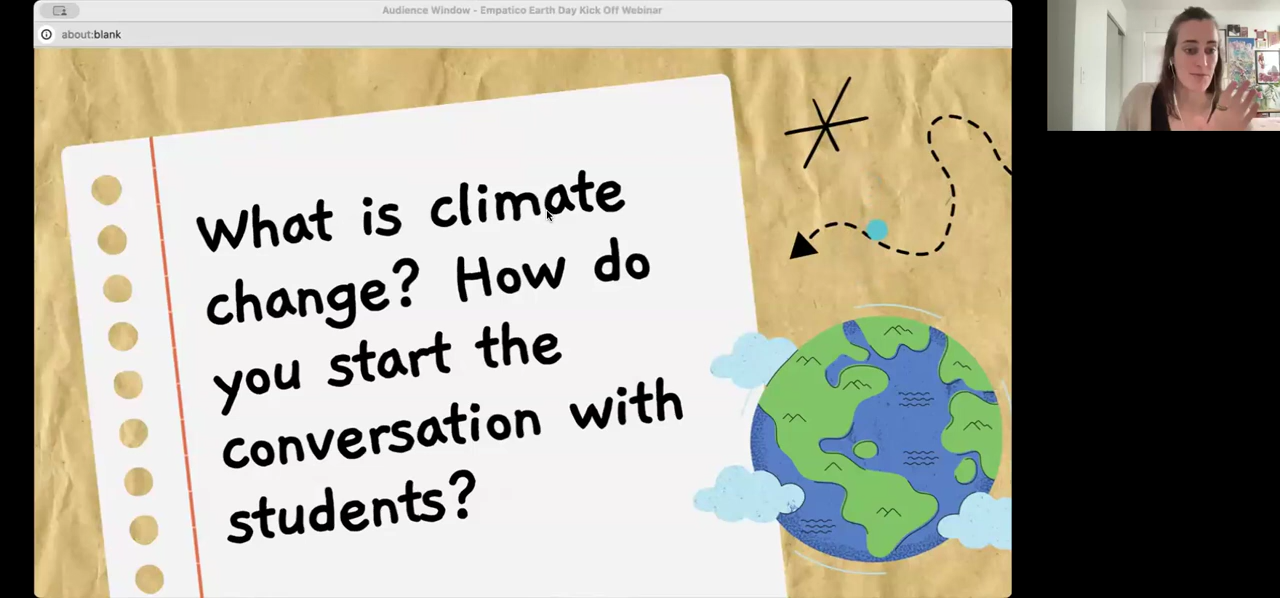 Audience Window - Empatico Earth Day Kick Off Webinar
about:blank
What is climate
change? How do
you start the
conversation with
students?